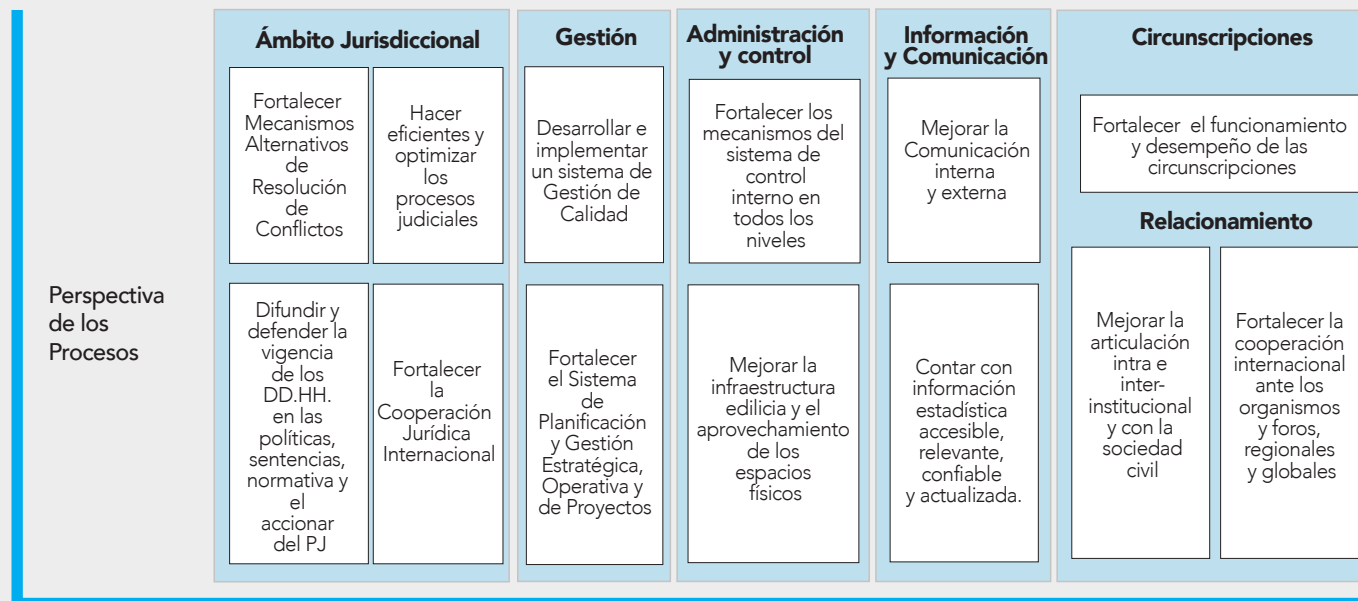 Perspectiva
de los
Procesos
Ámbito Jurisdiccional
Fortalecer
Mecanismos
Alternativos
de
Resolución
de
Conflictos
Hacer
eficientes y
optimizar
los
procesos
judiciales
Difundir y
defender la
vigencia
de los
DD.HH.
en las
políticas,
sentencias,
normativa y
el
accionar
del PJ
Fortalecer
la
Cooperación
Jurídica
Internacional
Gestión
Desarrollar e
implementar
un sistema de
Gestión de
Calidad
Fortalecer
el Sistema
de
Planificación
y Gestión
Estratégica,
Operativa y
de Proyectos
Administración
y control
Fortalecer los
mecanismos del
sistema de
control
interno en
todos los
niveles
Mejorar la
infraestructura
edilicia y el
aprovechamiento
de los
espacios
físicos
Información
y Comunicación
Mejorar la
Comunicación
interna
y externa
Contar con
información
estadística
accesible,
relevante,
confiable
y actualizada.
Circunscripciones
Fortalecer el funcionamiento
y desempeño de las
circunscripciones
Relacionamiento
Mejorar la
articulación
intra e
inter-
institucional
y con la
sociedad
civil
Fortalecer la
cooperación
internacional
ante los
organismos
y foros,
regionales
y globales